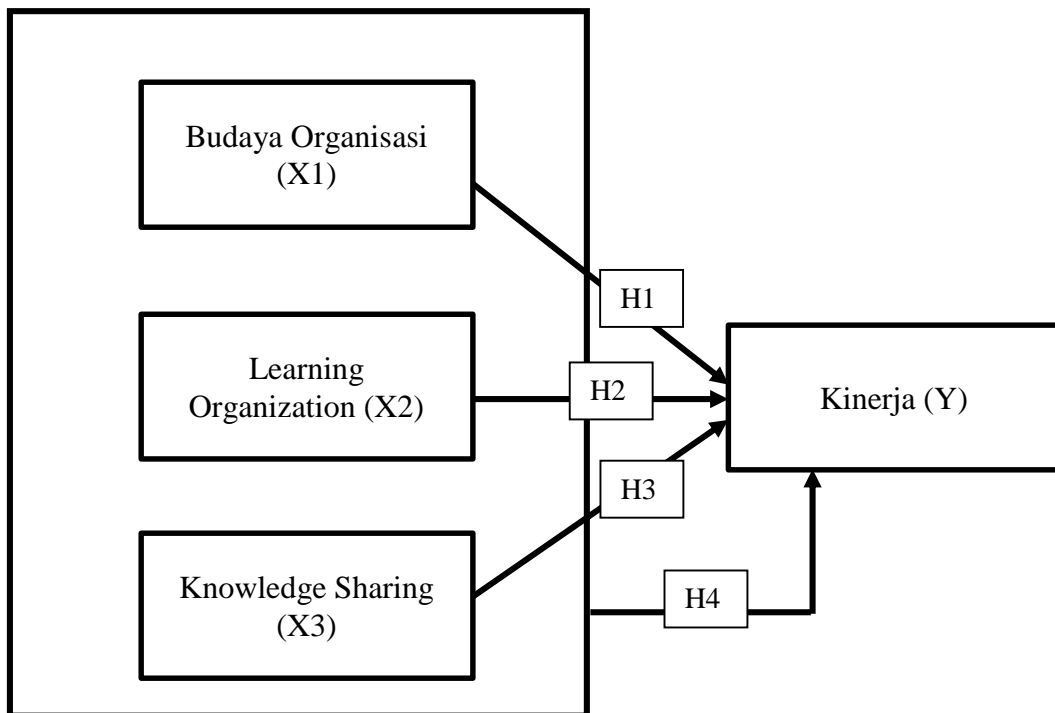 Budaya Organisasi
(X1)
H1
Learning
Organization (X2)
H2
Kinerja (Y)
H3
Knowledge Sharing
(X3)
H4